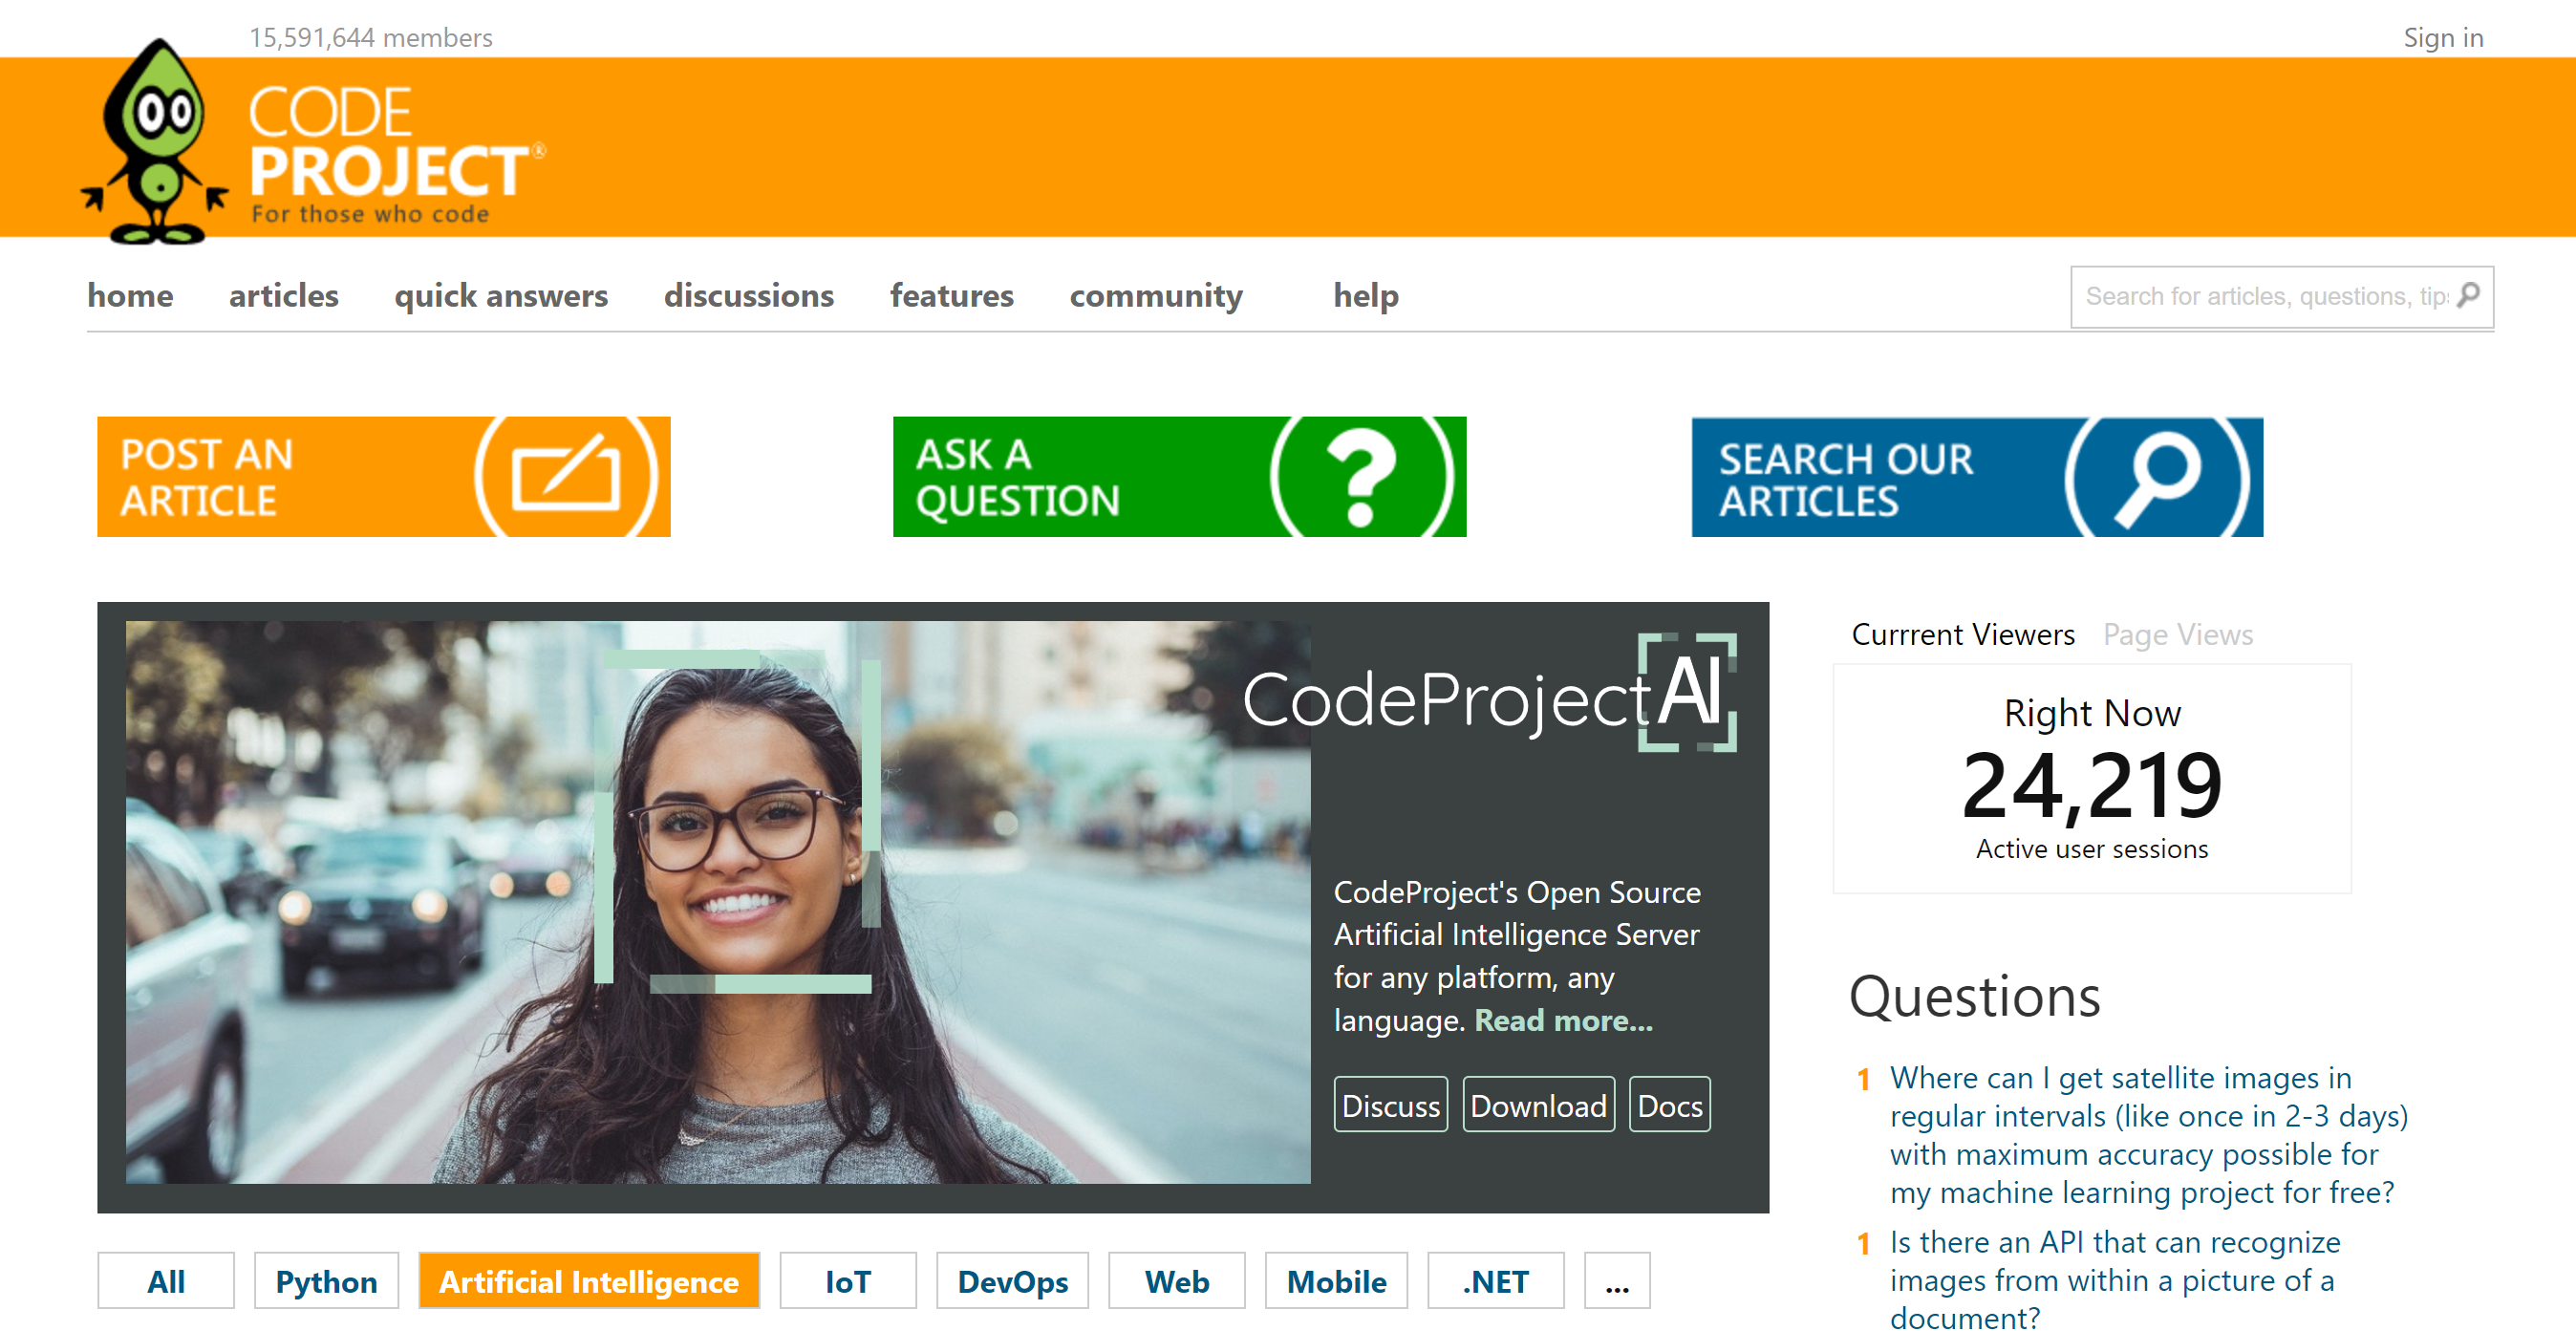 15,591,644 members
Sign in
CODE
PROJECT®
For those who code
home articles quick answers discussions features community help
Search for articles, questions, tips
POST AN
ARTICLE
ASK A
QUESTION
SEARCH OUR
ARTICLES
CodeProject AI
CodeProject's Open Source
Artificial Intelligence Server
for any platform, any
language. Read more...
Discuss Download Docs
Currrent Viewers Page Views
Right Now
24,219
Active user sessions
Questions
1 Where can I get satellite images in
regular intervals (like once in 2-3 days)
with maximum accuracy possible for
my machine learning project for free?
1 Is there an API that can recognize
images from within a picture of a
document?
All Python Artificial Intelligence IoT DevOps Web Mobile .NET ...